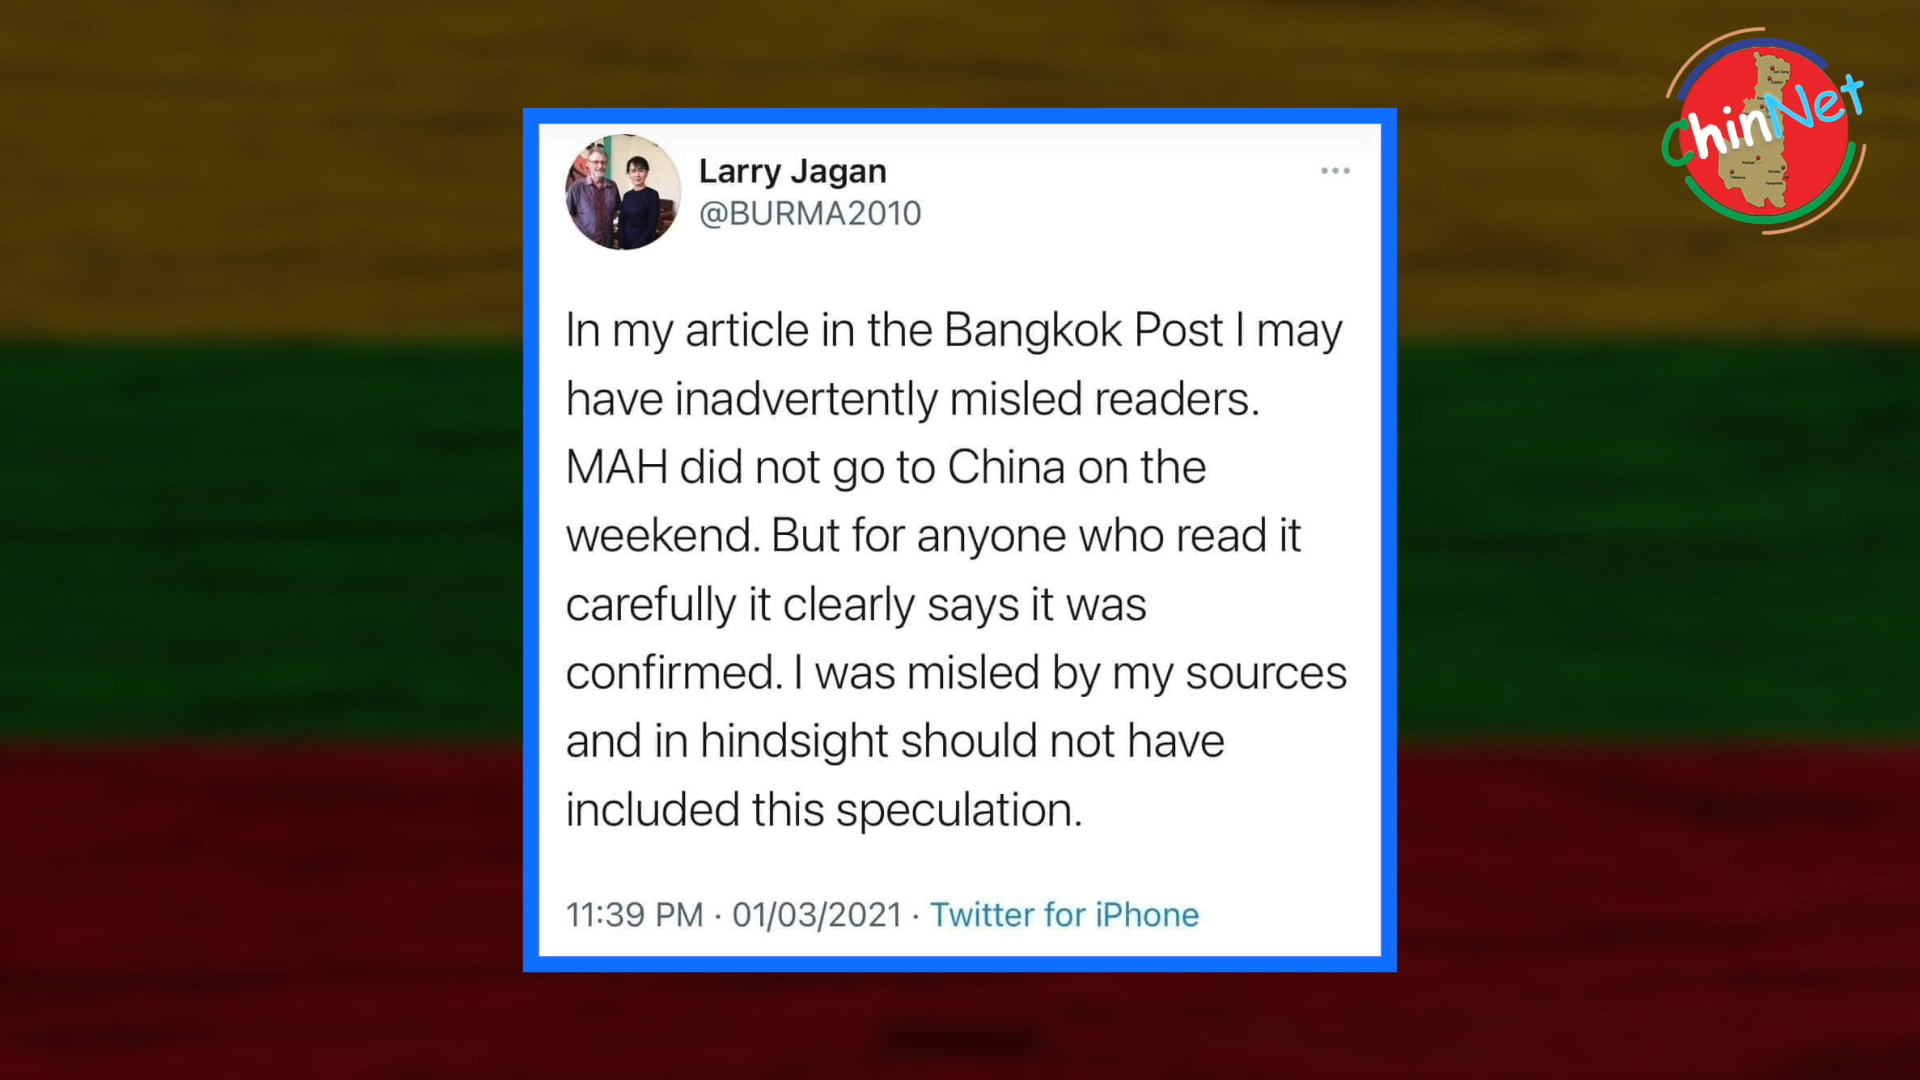 ChinNet
Larry Jagan
@BURMA2010
In my article in the Bangkok Post I may
have inadvertently misled readers.
MAH did not go to China on the
weekend. But for anyone who read it
carefully it clearly says it was
confirmed. I was misled by my sources
and in hindsight should not have
included this speculation.
11:39 PM · 01/03/2021 · Twitter for iPhone